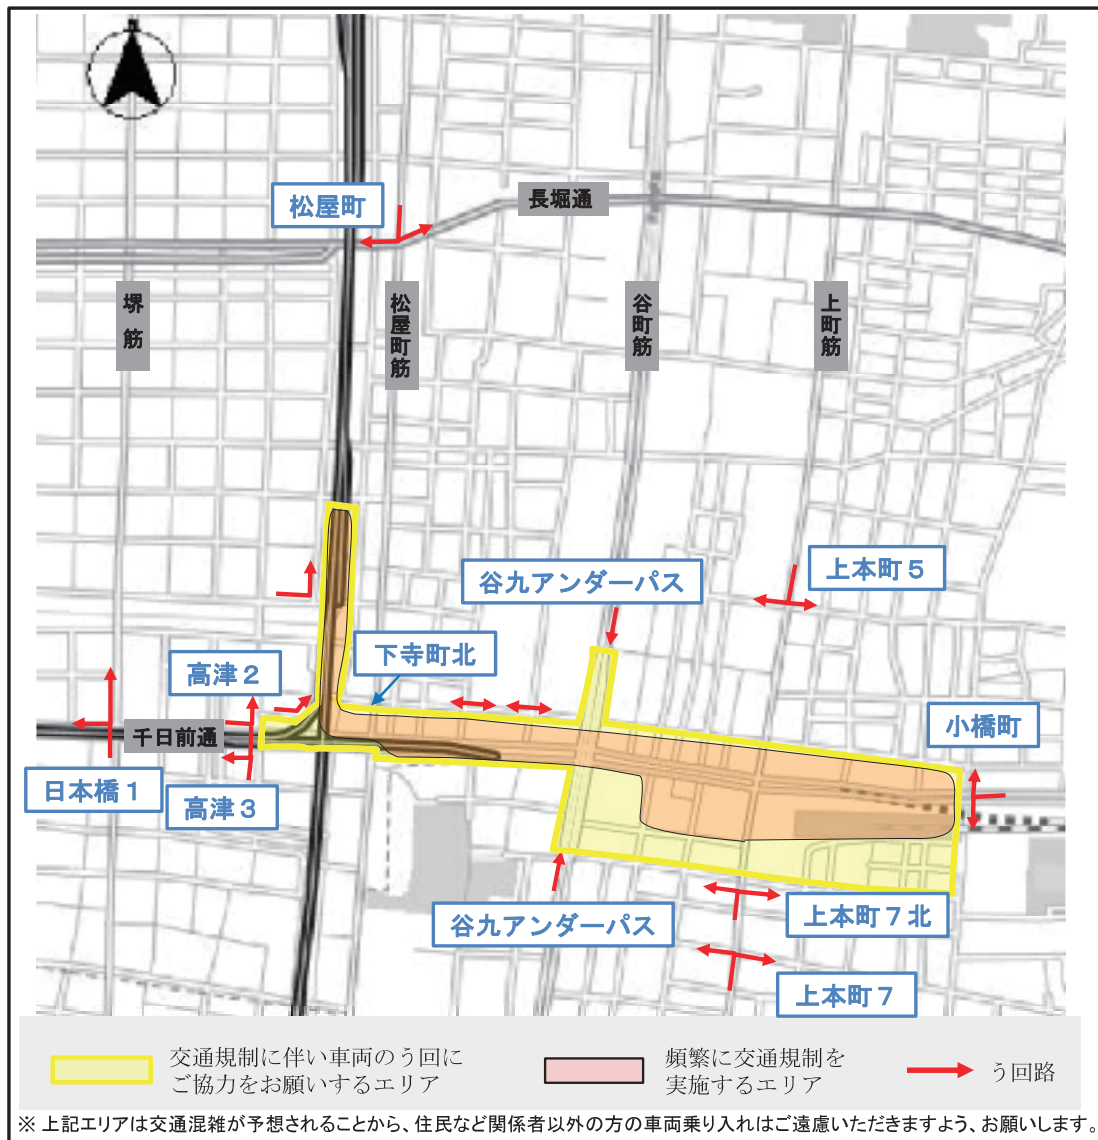 松屋町
長堀通
堺筋
松屋町筋
谷町筋
上町筋
谷九アンダーパス
上本町5
下寺町北
高津2
小橋町
千日前通
日本橋1
高津3
谷九アンダーパス
上本町7北
上本町7
交通規制に伴い車両のう回に
ご協力をお願いするエリア
頻繁に交通規制を
実施するエリア
う回路
※ 上記エリアは交通混雑が予想されることから、住民など関係者以外の方の車両乗り入れはご遠慮いただきますよう、お願いします。